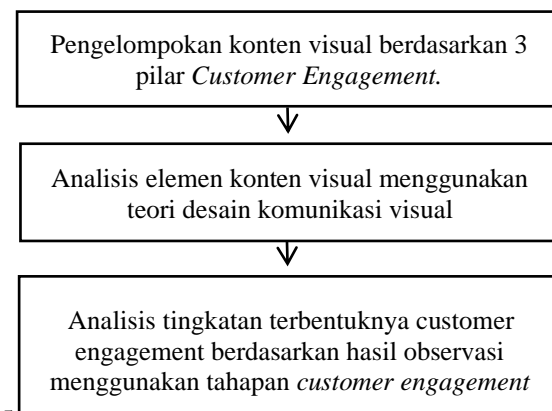 Pengelompokan konten visual berdasarkan 3
pilar Customer Engagement.
Analisis elemen konten visual menggunakan
teori desain komunikasi visual
Analisis tingkatan terbentuknya customer
engagement berdasarkan hasil observasi
menggunakan tahapan customer engagement